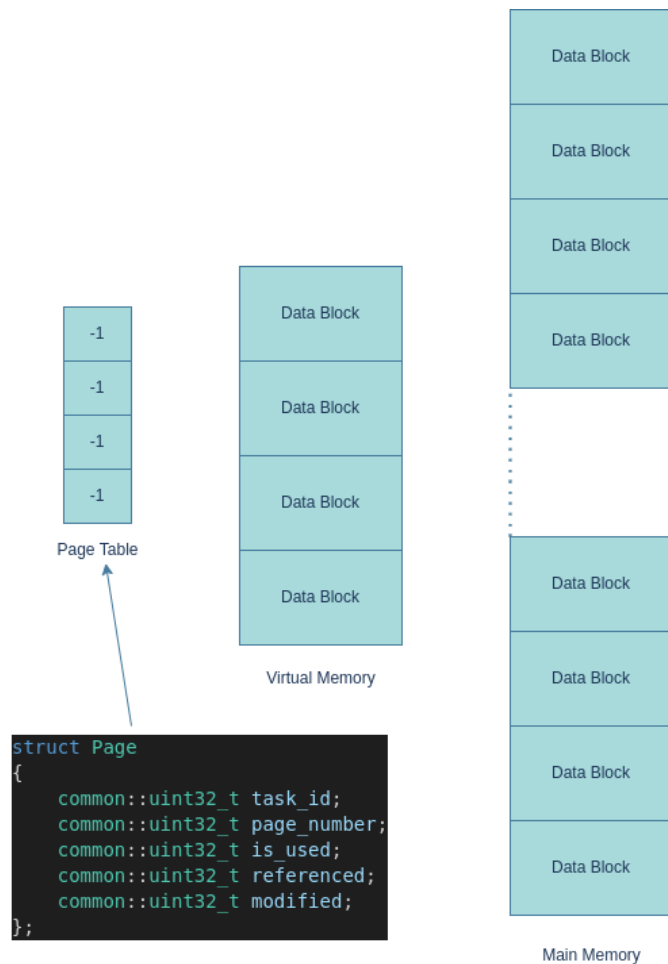 -1
-1
-1
-1
Page Table
Data Block
Data Block
Data Block
Data Block
Virtual Memory
Data Block
Data Block
Data Block
Data Block
Data Block
Data Block
Data Block
Data Block
Main Memory
struct Page
{
    common::uint32_t task_id;
    common::uint32_t page_number;
    common::uint32_t is_used;
    common::uint32_t referenced;
    common::uint32_t modified;
};